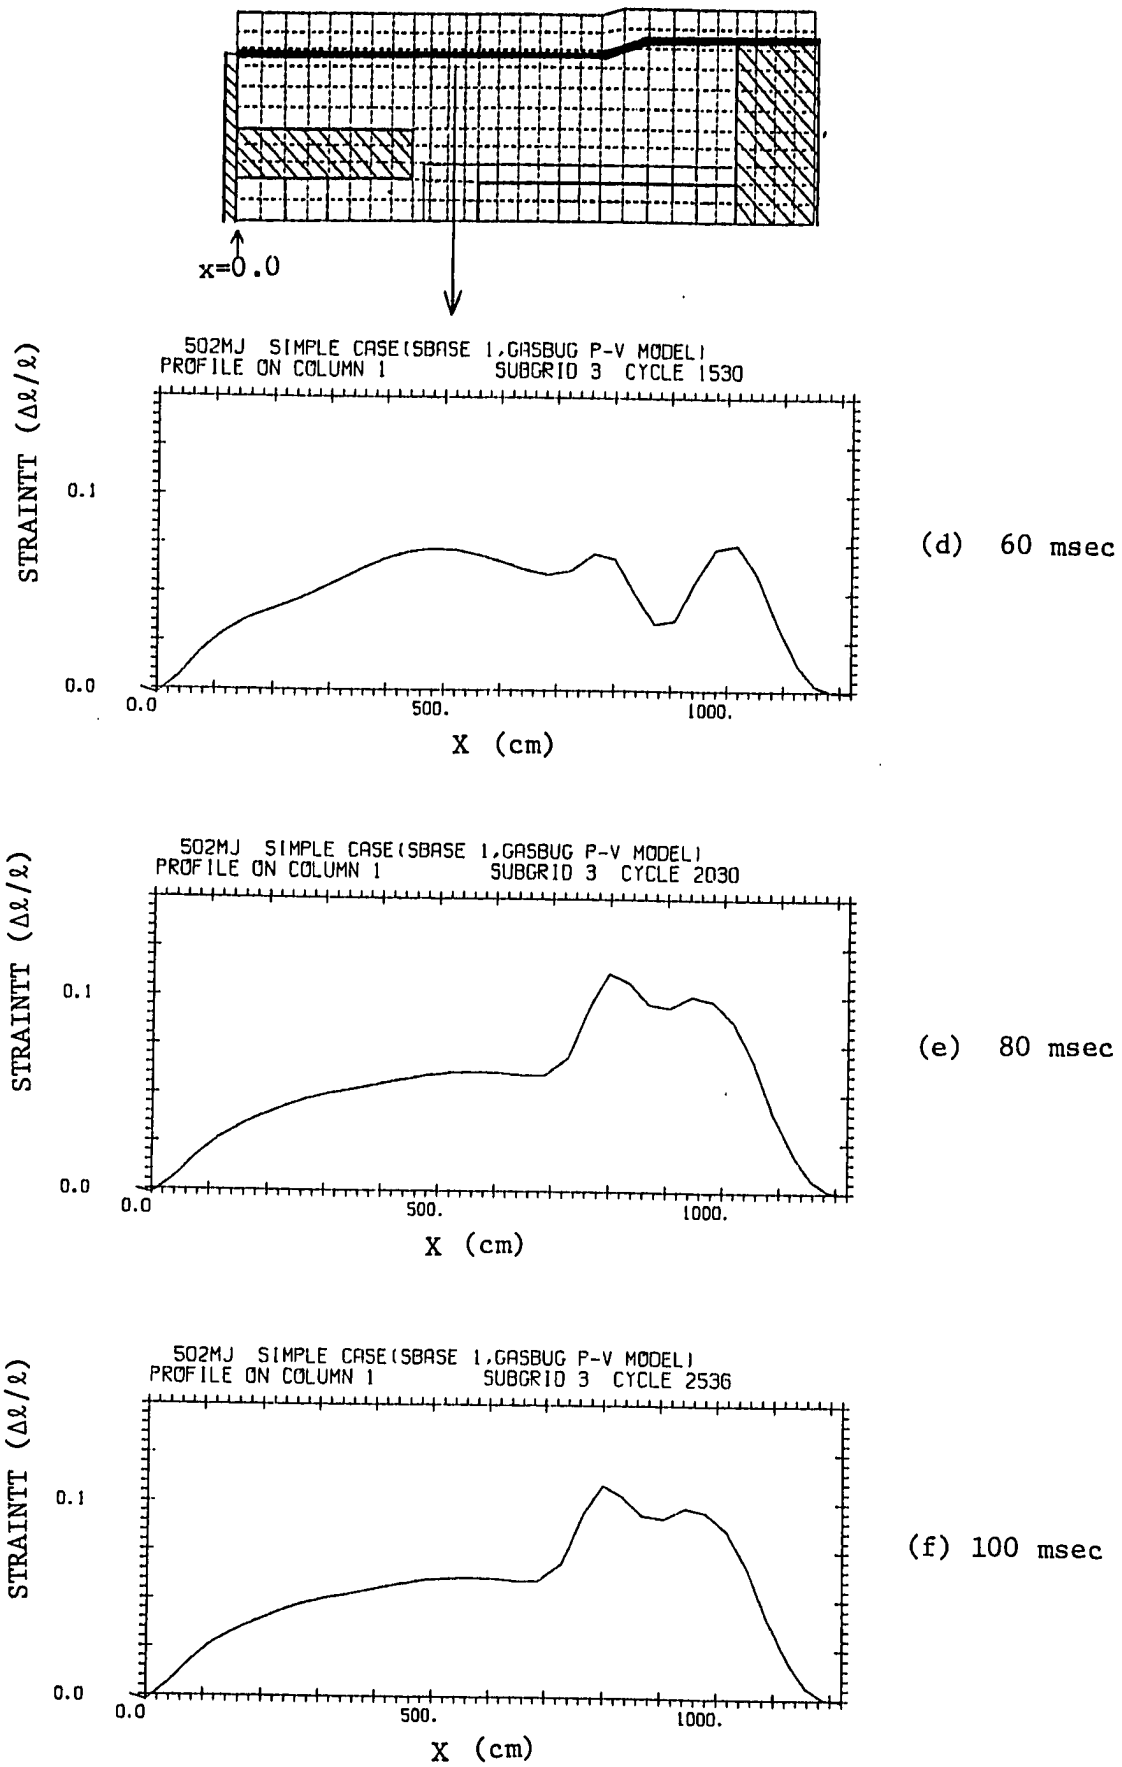 x=0.0
502MJ SIMPLE CASE(SBASE 1,GASBUG P-V MODEL)
PROFILE ON COLUMN 1 SUBGRID 3 CYCLE 1530
STRAINTT (Δℓ/ℓ)
0.1
0.0
0.0
500.
1000.
X (cm)
(d) 60 msec
502MJ SIMPLE CASE(SBASE 1,GASBUG P-V MODEL)
PROFILE ON COLUMN 1 SUBGRID 3 CYCLE 2030
STRAINTT (Δℓ/ℓ)
0.1
0.0
0.0
500.
1000.
X (cm)
(e) 80 msec
502MJ SIMPLE CASE(SBASE 1,GASBUG P-V MODEL)
PROFILE ON COLUMN 1 SUBGRID 3 CYCLE 2536
STRAINTT (Δℓ/ℓ)
0.1
0.0
0.0
500.
1000.
X (cm)
(f) 100 msec